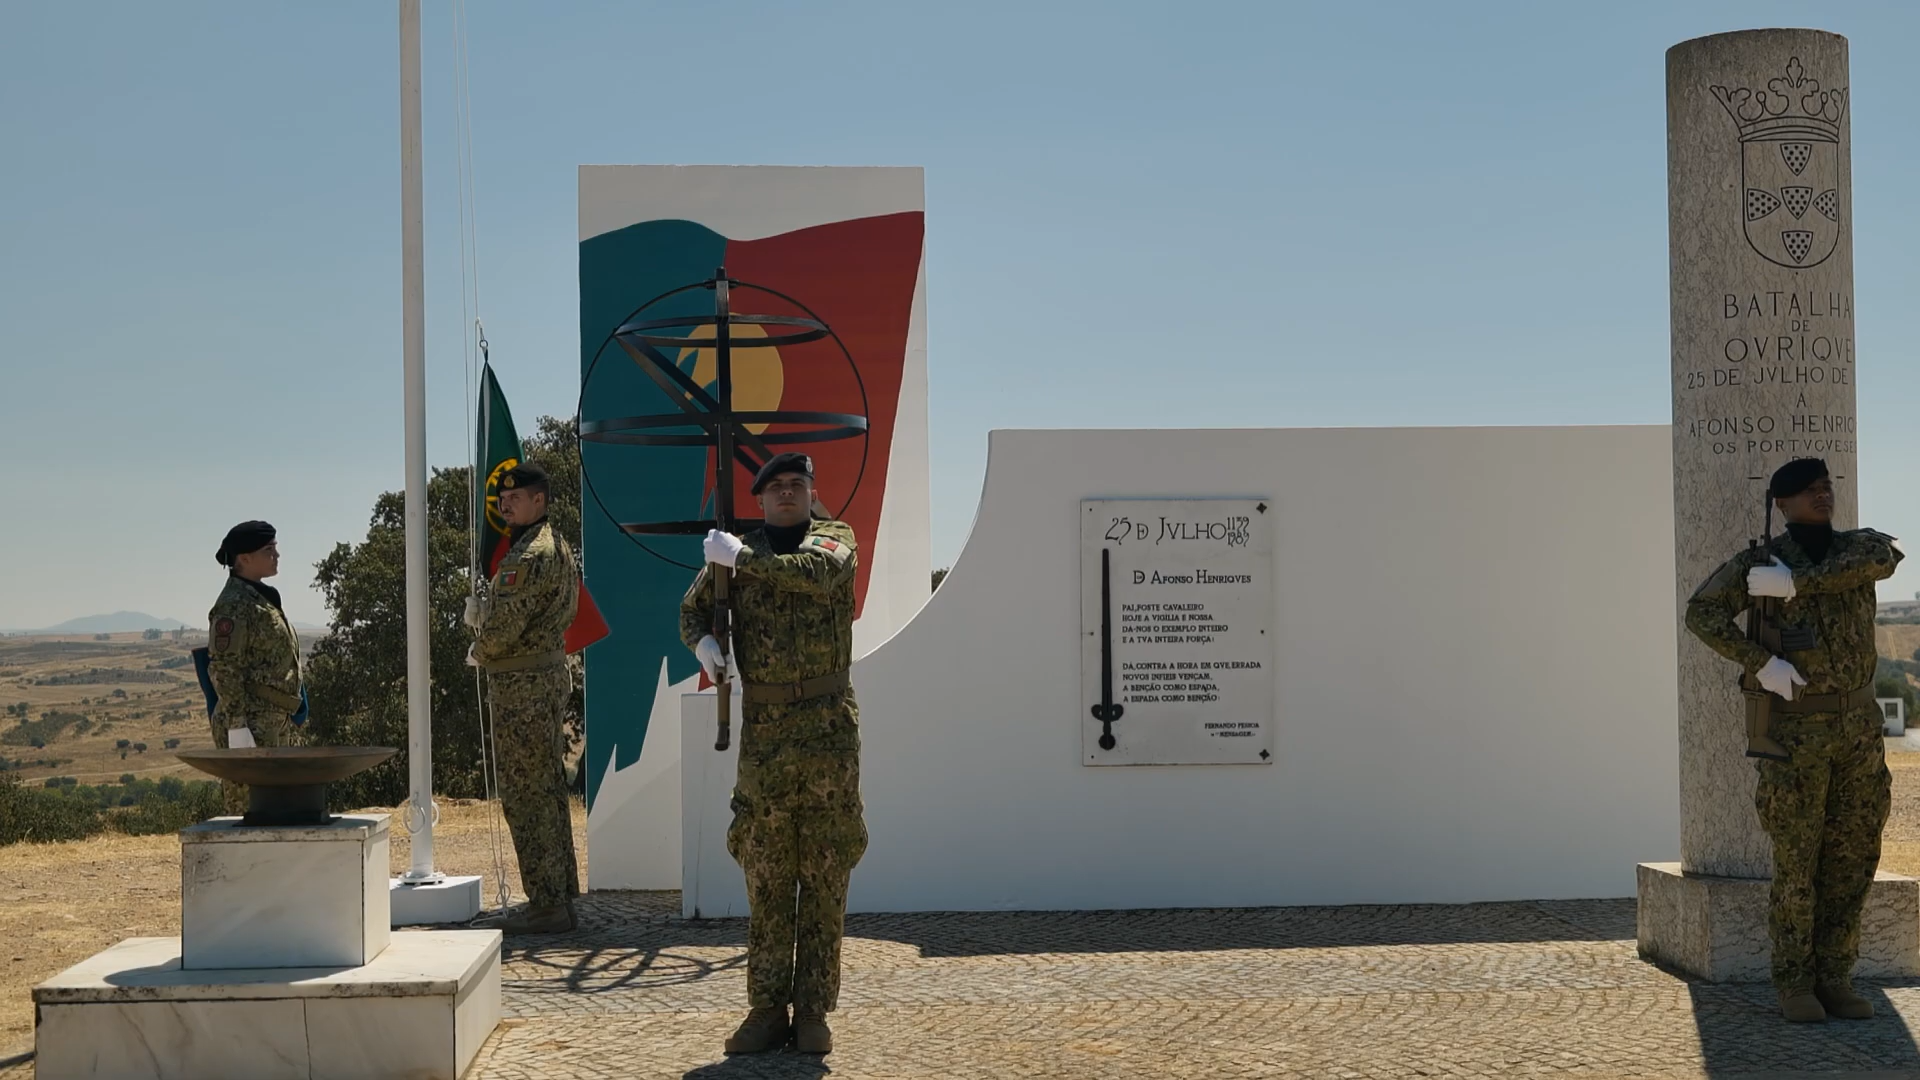 25 D JVLHO 1139
1989
D AFONSO HENRIQVES
PAI, FOSTE CAVALEIRO
HOJE A VIGILIA E NOSSA
DA-NOS O EXEMPLO INTEIRO
E A TVA INTEIRA FORÇA!
DA, CONTRA A HORA EM QVE, ERRADA
NOVOS INFIEIS VENÇAM,
A BENÇÃO COMO ESPADA,
A ESPADA COMO BENÇÃO!
FERNANDO PESSOA
"MENSAGEM"
BATALHA
DE
OVRIQVE
25 DE JVLHO DE
A
AFONSO HENRIQ
OS PORTVGVESE